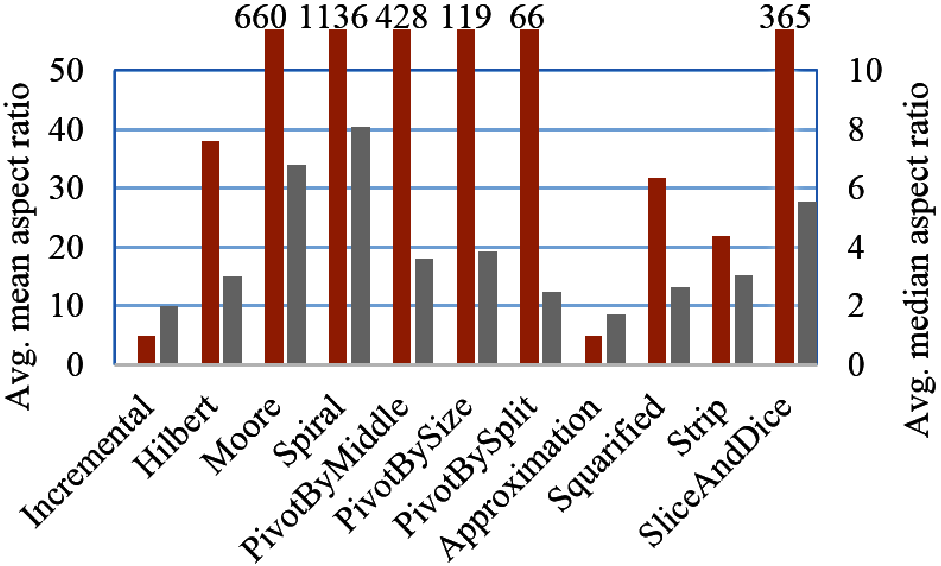 660 1136 428 119 66 365
50 10
40 8
30 6
20 4
10 2
0 0
Avg. mean aspect ratio
Avg. median aspect ratio
Incremental
Hilbert
Moore
Spiral
PivotByMiddle
PivotBySize
PivotBySplit
Approximation
Squarified
Strip
SliceAndDice